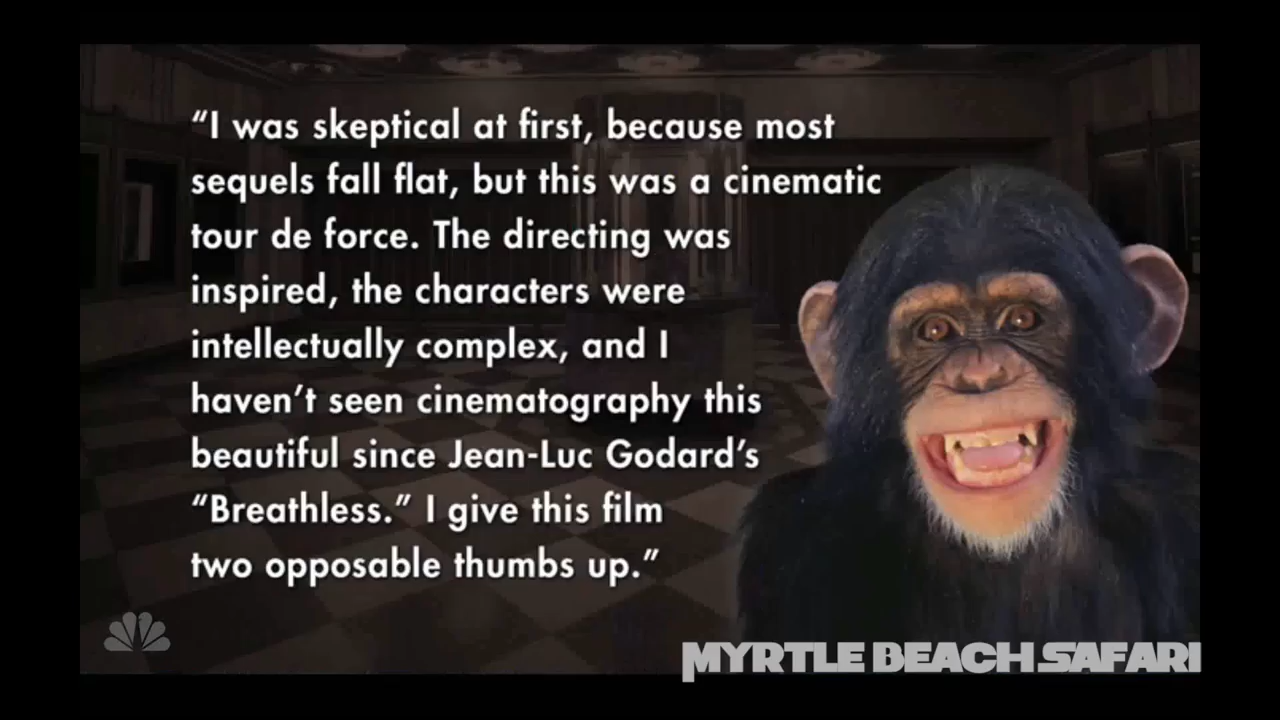 “I was skeptical at first, because most
sequels fall flat, but this was a cinematic
tour de force. The directing was
inspired, the characters were
intellectually complex, and I
haven’t seen cinematography this
beautiful since Jean-Luc Godard’s
“Breathless.” I give this film
two opposable thumbs up.”
MYRTLE BEACH SAFARI